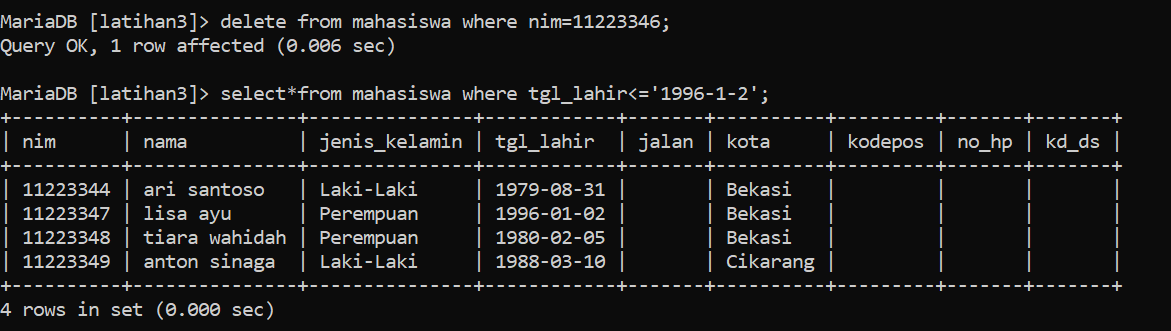 MariaDB [latihan3]> delete from mahasiswa where nim=11223346;
Query OK, 1 row affected (0.006 sec)
MariaDB [latihan3]> select*from mahasiswa where tgl_lahir<='1996-1-2';
+----------+---------------+---------------+------------+-------+----------+---------+-------+-------+
| nim      | nama          | jenis_kelamin | tgl_lahir  | jalan | kota     | kodepos | no_hp | kd_ds |
+----------+---------------+---------------+------------+-------+----------+---------+-------+-------+
| 11223344 | ari santoso   | Laki-Laki     | 1979-08-31 |       | Bekasi   |         |       |       |
| 11223347 | lisa ayu      | Perempuan     | 1996-01-02 |       | Bekasi   |         |       |       |
| 11223348 | tiara wahidah | Perempuan     | 1980-02-05 |       | Bekasi   |         |       |       |
| 11223349 | anton sinaga  | Laki-Laki     | 1988-03-10 |       | Cikarang |         |       |       |
+----------+---------------+---------------+------------+-------+----------+---------+-------+-------+
4 rows in set (0.000 sec)